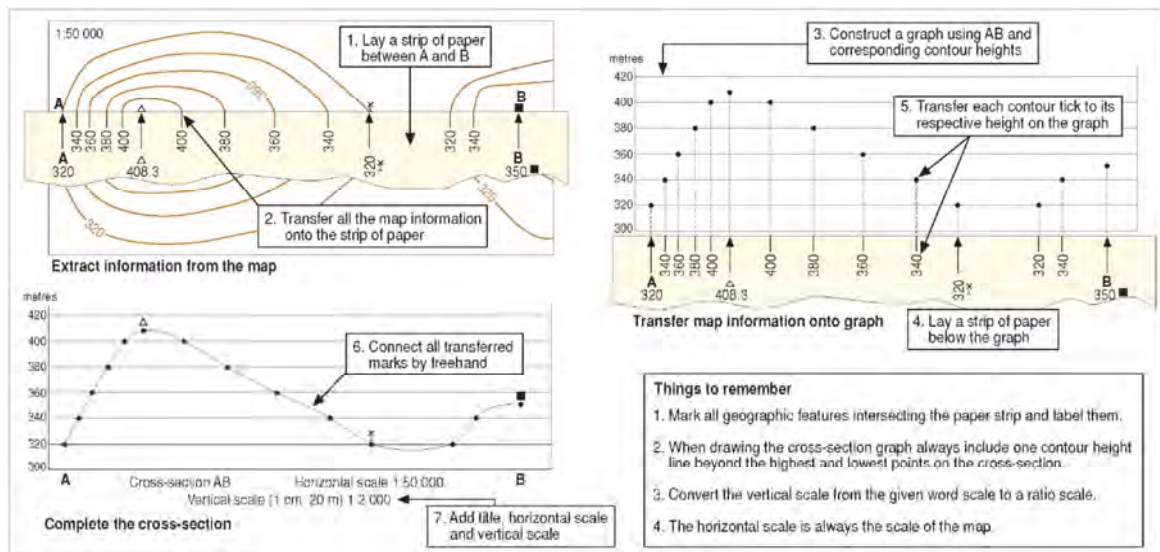 1:50 000
1. Lay a strip of paper
between A and B
A
B
320
340
360
380
400
400
380
360
340
320
320
340
A
320
408·3
B
350
2. Transfer all the map information
onto the strip of paper
Extract information from the map
3. Construct a graph using AB and
corresponding contour heights
metres
420
400
380
360
340
320
300
5. Transfer each contour tick to its
respective height on the graph
A
320
340
360
380
400
408·3
400
380
360
340
320
320
340
B
350
Transfer map information onto graph
4. Lay a strip of paper
below the graph
metres
420
400
380
360
340
320
300
6. Connect all transferred
marks by freehand
A
B
Cross-section AB
Horizontal scale 1:50 000
Vertical scale (1 cm 20 m) 1 2 000
Complete the cross-section
7. Add title, horizontal scale
and vertical scale
Things to remember
1. Mark all geographic features intersecting the paper strip and label them.
2. When drawing the cross-section graph always include one contour height
line beyond the highest and lowest points on the cross-section.
3. Convert the vertical scale from the given word scale to a ratio scale.
4. The horizontal scale is always the scale of the map.